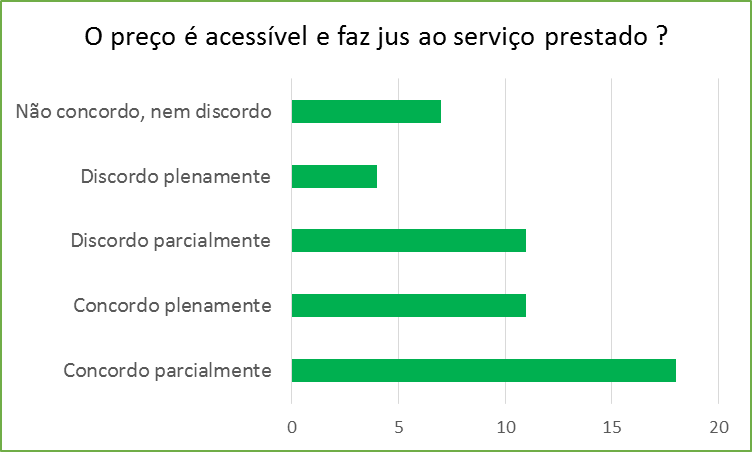 O preço é acessível e faz jus ao serviço prestado ?
Não concordo, nem discordo
Discordo plenamente
Discordo parcialmente
Concordo plenamente
Concordo parcialmente
0 5 10 15 20